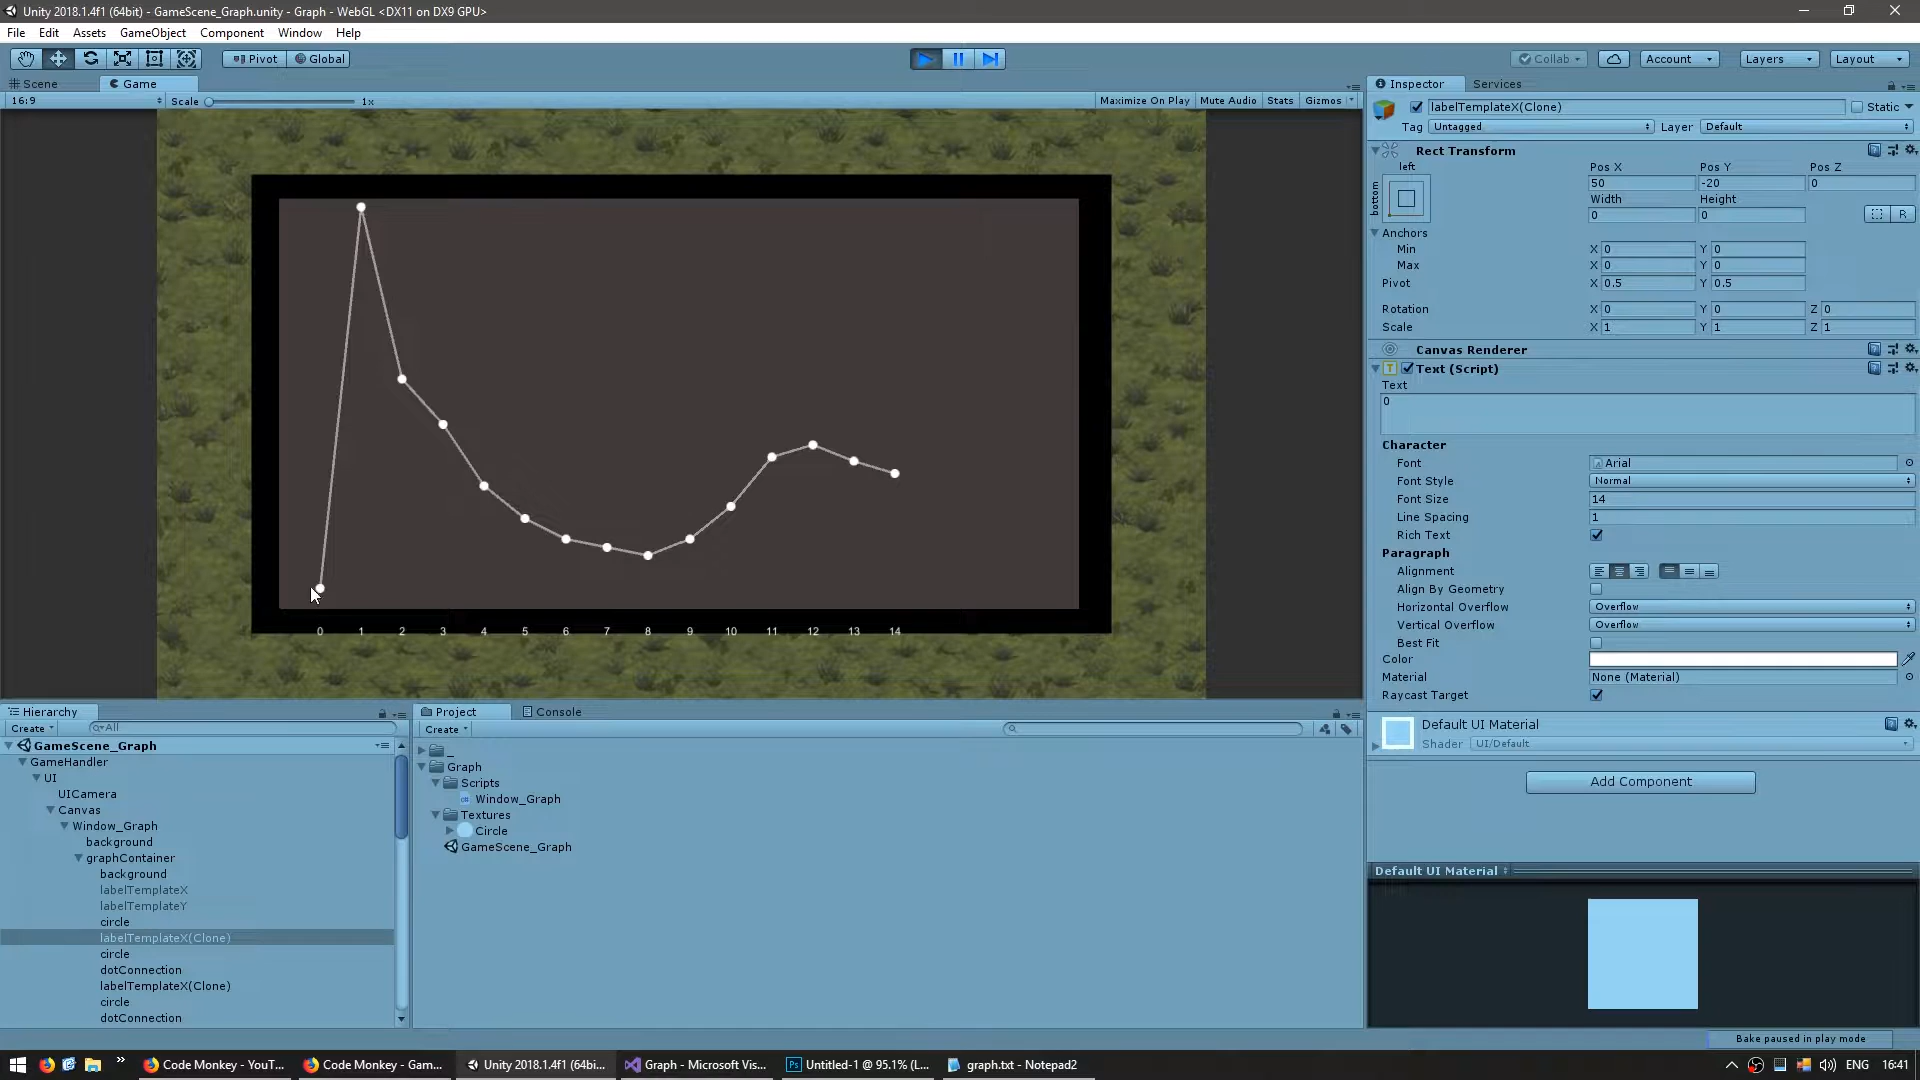 Unity 2018.1.4f1 (64bit) - GameScene_Graph.unity - Graph - WebGL <DX11 on DX9 GPU>
File Edit Assets GameObject Component Window Help
Pivot Global Collab Account Layers Layout
Scene Game
16:9 Scale 1x Maximize On Play Mute Audio Stats Gizmos
0 1 2 3 4 5 6 7 8 9 10 11 12 13 14
Inspector Services
labelTemplateX(Clone) Static
Tag Untagged Layer Default
Rect Transform
left Pos X Pos Y Pos Z
bottom
50 -20 0
Width Height
0 0 R
Anchors
Min X 0 Y 0
Max X 0 Y 0
Pivot X 0.5 Y 0.5
Rotation X 0 Y 0 Z 0
Scale X 1 Y 1 Z 1
Canvas Renderer
T Text (Script)
Text
0
Character
Font Arial
Font Style Normal
Font Size 14
Line Spacing 1
Rich Text
Paragraph
Alignment
Align By Geometry
Horizontal Overflow Overflow
Vertical Overflow Overflow
Best Fit
Color
Material None (Material)
Raycast Target
Default UI Material
Shader UI/Default
Add Component
Default UI Material
Bake paused in play mode
Hierarchy
Create All
GameScene_Graph
GameHandler
UI
UICamera
Canvas
Window_Graph
background
graphContainer
background
labelTemplateX
labelTemplateY
circle
labelTemplateX(Clone)
circle
dotConnection
labelTemplateX(Clone)
circle
dotConnection
Project Console
Create
_
Graph
Scripts
C# Window_Graph
Textures
Circle
GameScene_Graph
Code Monkey - YouT... Code Monkey - Gam... Unity 2018.1.4f1 (64bi... Graph - Microsoft Vis... Ps Untitled-1 @ 95.1% (L... graph.txt - Notepad2 ENG 16:41